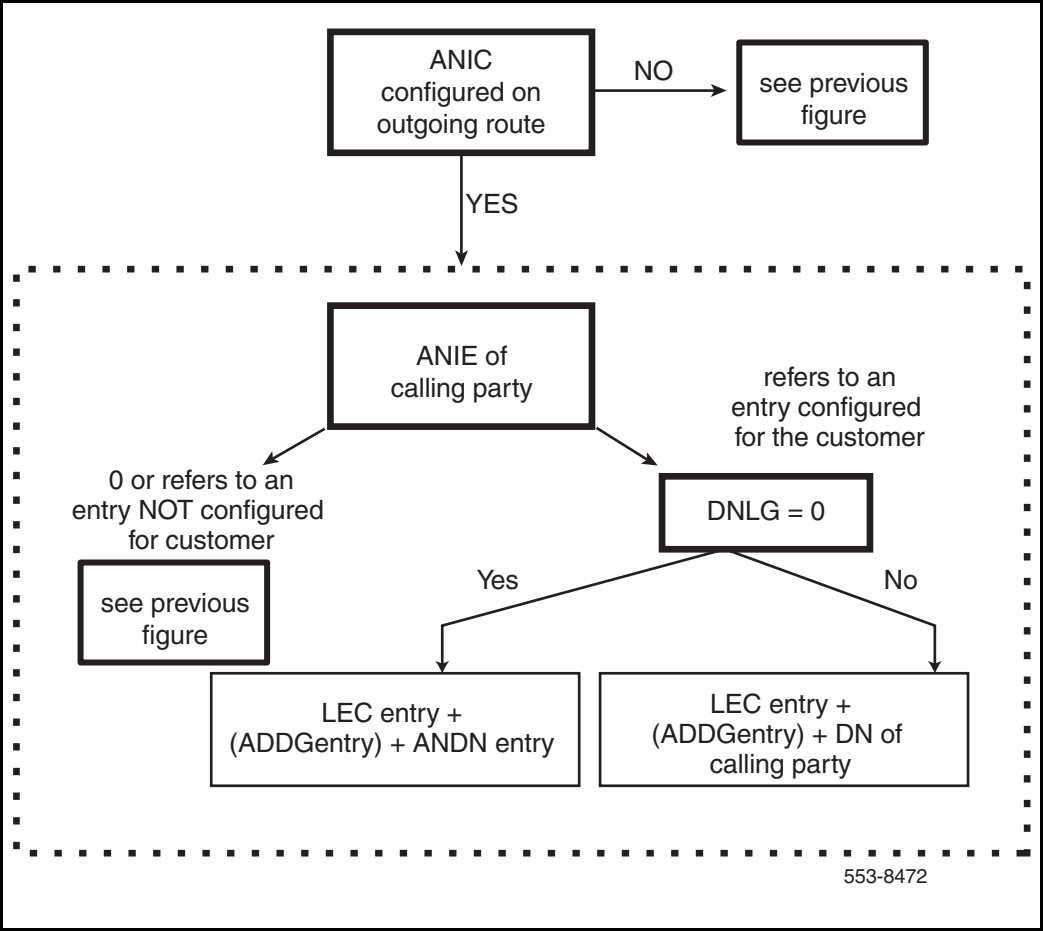 ANIC
configured on
outgoing route
NO
see previous
figure
YES
ANIE of
calling party
refers to an
entry configured
for the customer
0 or refers to an
entry NOT configured
for customer
see previous
figure
DNLG = 0
Yes
No
LEC entry +
(ADDGentry) + ANDN entry
LEC entry +
(ADDGentry) + DN of
calling party
553-8472